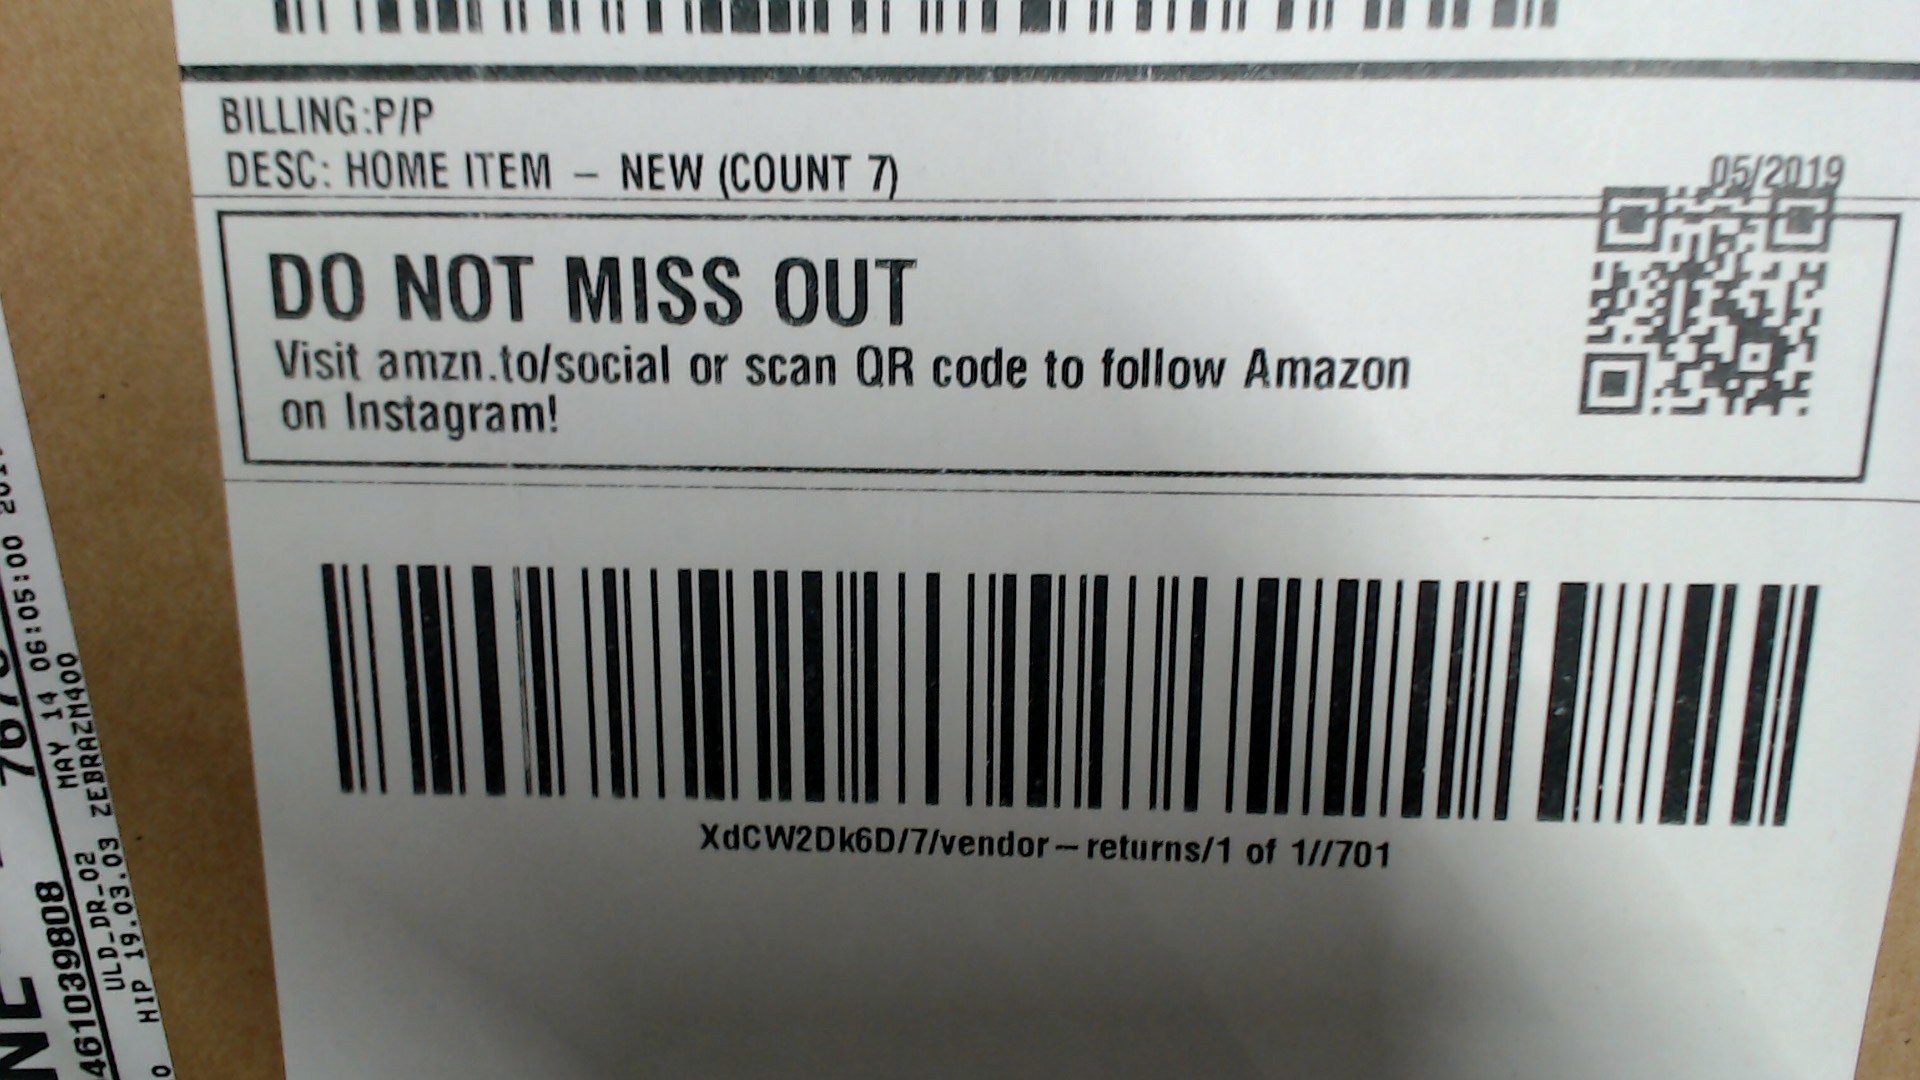 BILLING:P/P
DESC: HOME ITEM – NEW (COUNT 7)
05/2019
DO NOT MISS OUT
Visit amzn.to/social or scan QR code to follow Amazon
on Instagram!
XdCW2Dk6D/7/vendor–returns/1 of 1//701
4461039808
MAY 14 06:05:00
ULD_DR_02 ZEBRAZM400
HIP 19.03.03